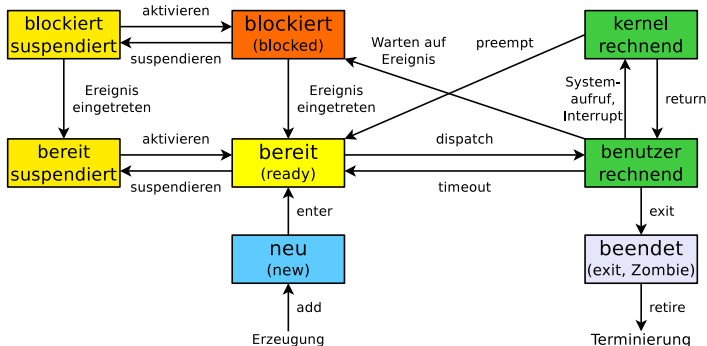 blockiert
suspendiert
aktivieren
suspendieren
blockiert
(blocked)
Warten auf
Ereignis
preempt
kernel
rechnend
Ereignis
eingetreten
Ereignis
eingetreten
System-
aufruf,
Interrupt
return
bereit
suspendiert
aktivieren
suspendieren
bereit
(ready)
dispatch
timeout
benutzer
rechnend
enter
exit
neu
(new)
beendet
(exit, Zombie)
add
retire
Erzeugung
Terminierung